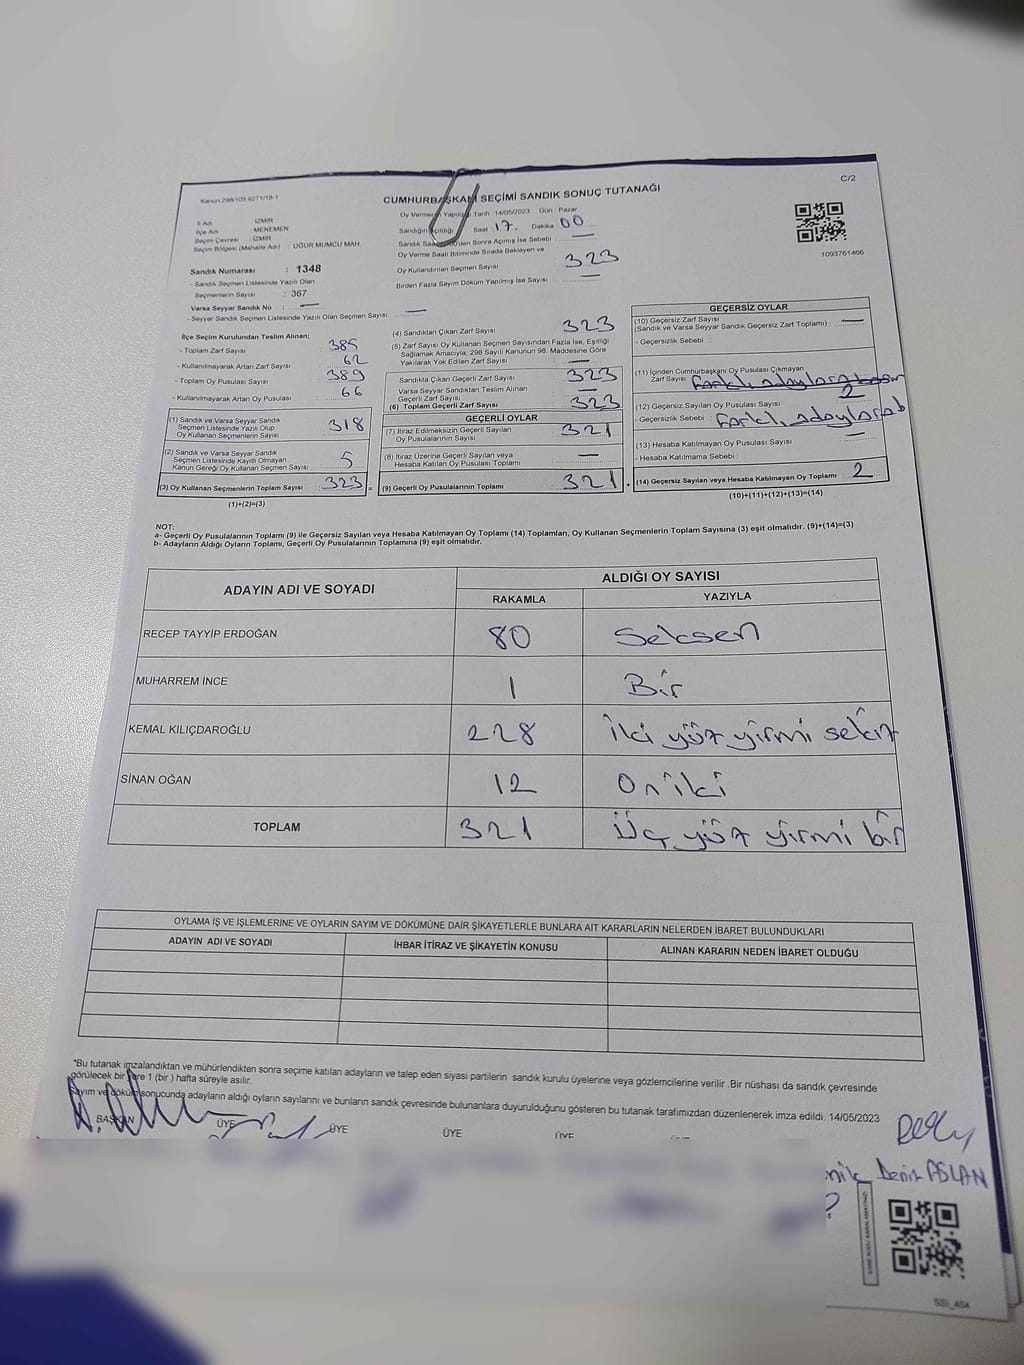 Kanun:298/105,6271/18-1
C/2
CUMHURBAŞKANI SEÇİMİ SANDIK SONUÇ TUTANAĞI
İl Adı : İZMİR
İlçe Adı : MENEMEN
Seçim Çevresi : İZMİR
Seçim Bölgesi (Mahalle Adı) : UĞUR MUMCU MAH.
Sandık Numarası : 1348
- Sandık Seçmen Listesinde Yazılı Olan
Seçmenlerin Sayısı : 367
Varsa Seyyar Sandık No : —
- Seyyar Sandık Seçmen Listesinde Yazılı Olan Seçmen Sayısı: —
Oy Vermenin Yapıldığı Tarih :14/05/2023 Gün : Pazar
Sandığın Açıldığı Saat 17. Dakika 00
Sandık Saat 'den Sonra Açılmış İse Sebebi : —
Oy Verme Saati Bitiminde Sırada Bekleyen ve
Oy Kullandırılan Seçmen Sayısı : 323
Birden Fazla Sayım Döküm Yapılmış İse Sayısı : —
1093761466
İlçe Seçim Kurulundan Teslim Alınan;
- Toplam Zarf Sayısı : 385
- Kullanılmayarak Artan Zarf Sayısı : 62
- Toplam Oy Pusulası Sayısı : 389
- Kullanılmayarak Artan Oy Pusulası : 66
(1) Sandık ve Varsa Seyyar Sandık
Seçmen Listesinde Yazılı Olup
Oy Kullanan Seçmenlerin Sayısı : 318
(2) Sandık ve Varsa Seyyar Sandık
Seçmen Listesinde Kayıtlı Olmayan
Kanun Gereği Oy Kullanan Seçmen Sayısı : 5
(3) Oy Kullanan Seçmenlerin Toplam Sayısı : 323 =
(1)+(2)=(3)
(4) Sandıktan Çıkan Zarf Sayısı : 323
(5) Zarf Sayısı Oy Kullanan Seçmen Sayısından Fazla İse, Eşitliği
Sağlamak Amacıyla; 298 Sayılı Kanunun 98. Maddesine Göre
Yakılarak Yok Edilen Zarf Sayısı : —
Sandıkta Çıkan Geçerli Zarf Sayısı : 323
Varsa Seyyar Sandıktan Teslim Alınan
Geçerli Zarf Sayısı : —
(6) Toplam Geçerli Zarf Sayısı : 323
GEÇERLİ OYLAR
(7) İtiraz Edilmeksizin Geçerli Sayılan
Oy Pusulalarının Sayısı : 321
(8) İtiraz Üzerine Geçerli Sayılan veya
Hesaba Katılan Oy Pusulası Toplamı : —
(9) Geçerli Oy Pusulalarının Toplamı : 321
GEÇERSİZ OYLAR
(10) Geçersiz Zarf Sayısı
(Sandık ve Varsa Seyyar Sandık Geçersiz Zarf Toplamı) : —
- Geçersizlik Sebebi :
(11) İçinden Cumhurbaşkanı Oy Pusulası Çıkmayan
Zarf Sayısı : Farklı adaylara
(12) Geçersiz Sayılan Oy Pusulası Sayısı : 2
- Geçersizlik Sebebi : Farklı, adaylarab
(13) Hesaba Katılmayan Oy Pusulası Sayısı : —
- Hesaba Katılmama Sebebi :
(14) Geçersiz Sayılan veya Hesaba Katılmayan Oy Toplamı : 2
(10)+(11)+(12)+(13)=(14)
NOT:
a- Geçerli Oy Pusulalarının Toplamı (9) ile Geçersiz Sayılan veya Hesaba Katılmayan Oy Toplamı (14) Toplamları, Oy Kullanan Seçmenlerin Toplam Sayısına (3) eşit olmalıdır. (9)+(14)=(3)
b- Adayların Aldığı Oyların Toplamı, Geçerli Oy Pusulalarının Toplamına (9) eşit olmalıdır.
ADAYIN ADI VE SOYADI
ALDIĞI OY SAYISI
RAKAMLA YAZIYLA
RECEP TAYYİP ERDOĞAN 80 Seksen
MUHARREM İNCE 1 Bir
KEMAL KILIÇDAROĞLU 228 İki yüz yirmi sekiz
SİNAN OĞAN 12 Oniki
TOPLAM 321 Üç yüz yirmi bir
OYLAMA İŞ VE İŞLEMLERİNE VE OYLARIN SAYIM VE DÖKÜMÜNE DAİR ŞİKAYETLERLE BUNLARA AİT KARARLARIN NELERDEN İBARET BULUNDUKLARI
ADAYIN ADI VE SOYADI İHBAR İTİRAZ VE ŞİKAYETİN KONUSU ALINAN KARARIN NEDEN İBARET OLDUĞU
*Bu tutanak imzalandıktan ve mühürlendikten sonra seçime katılan adayların ve talep eden siyasi partilerin sandık kurulu üyelerine veya gözlemcilerine verilir .Bir nüshası da sandık çevresinde
görülecek bir yere 1 (bir ) hafta süreyle asılır.
Sayım ve döküm sonucunda adayların aldığı oyların sayılarını ve bunların sandık çevresinde bulunanlara duyurulduğunu gösteren bu tutanak tarafımızdan düzenlenerek imza edildi. 14/05/2023
BAŞKAN ÜYE ÜYE ÜYE ÜYE
Deniz ASLAN
SSI_404